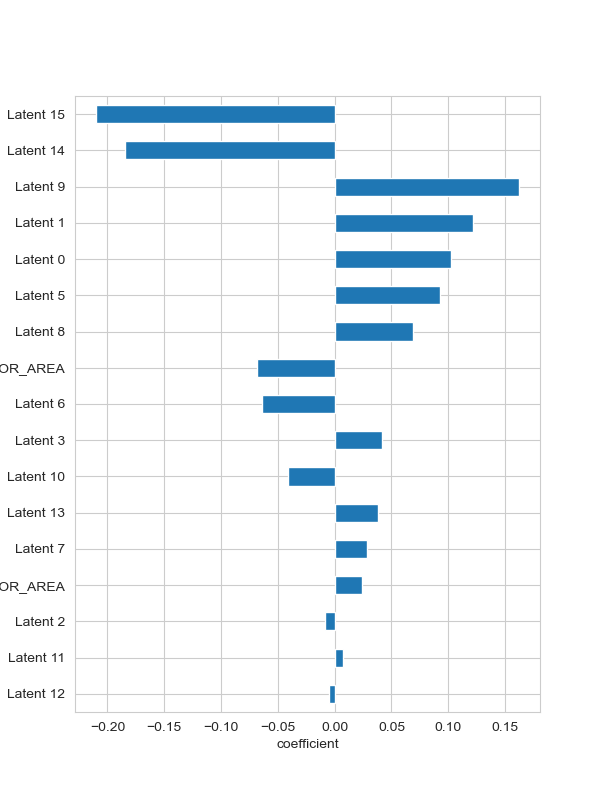 Latent 15
Latent 14
Latent 9
Latent 1
Latent 0
Latent 5
Latent 8
OR_AREA
Latent 6
Latent 3
Latent 10
Latent 13
Latent 7
OR_AREA
Latent 2
Latent 11
Latent 12
−0.20 −0.15 −0.10 −0.05 0.00 0.05 0.10 0.15
coefficient